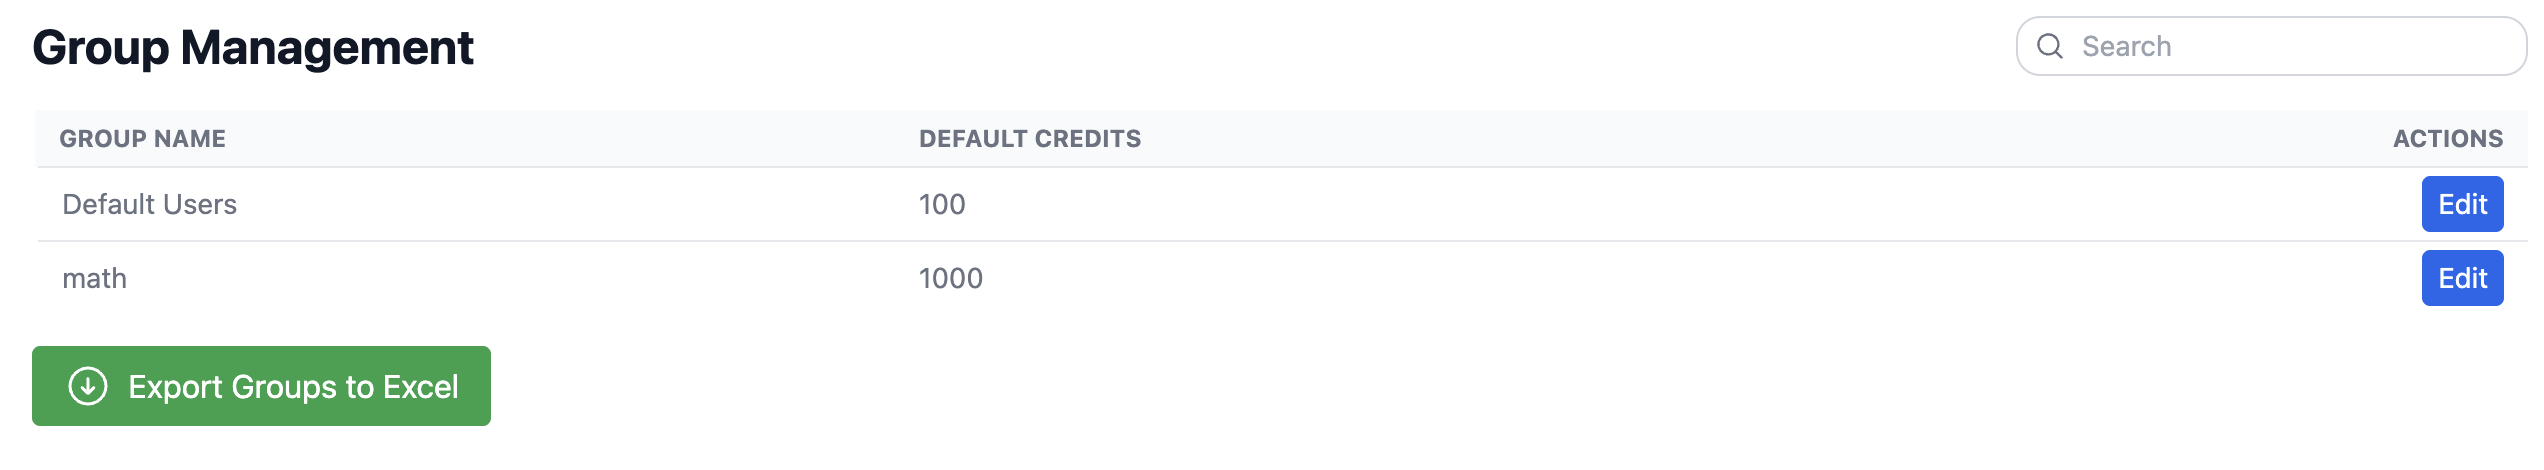 Group Management
Search
GROUP NAME DEFAULT CREDITS ACTIONS
Default Users 100 Edit
math 1000 Edit
Export Groups to Excel